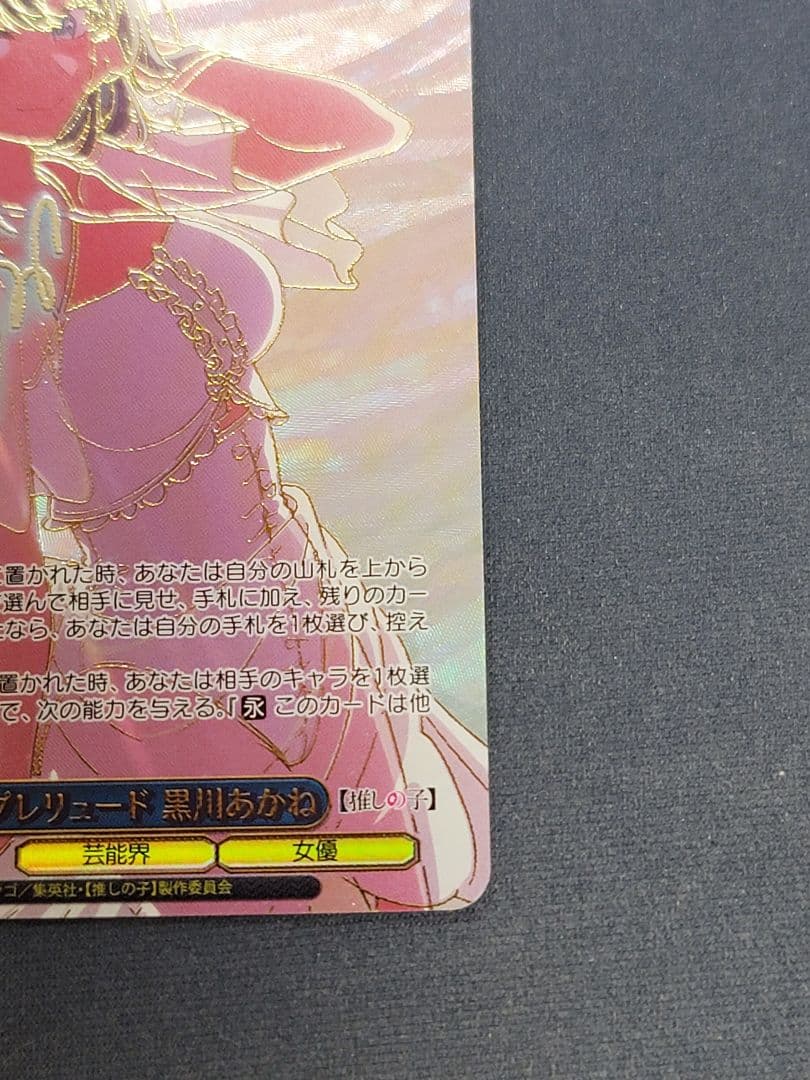 置かれた時、あなたは自分の山札を上から
選んで相手に見せ、手札に加え、残りのカー
なら、あなたは自分の手札を1枚選び、控え
置かれた時、あなたは相手のキャラを1枚選
で、次の能力を与える。｢永 このカードは他
プレリュード 黒川あかね 【推しの子】
芸能界 女優
ゴ／集英社・【推しの子】製作委員会